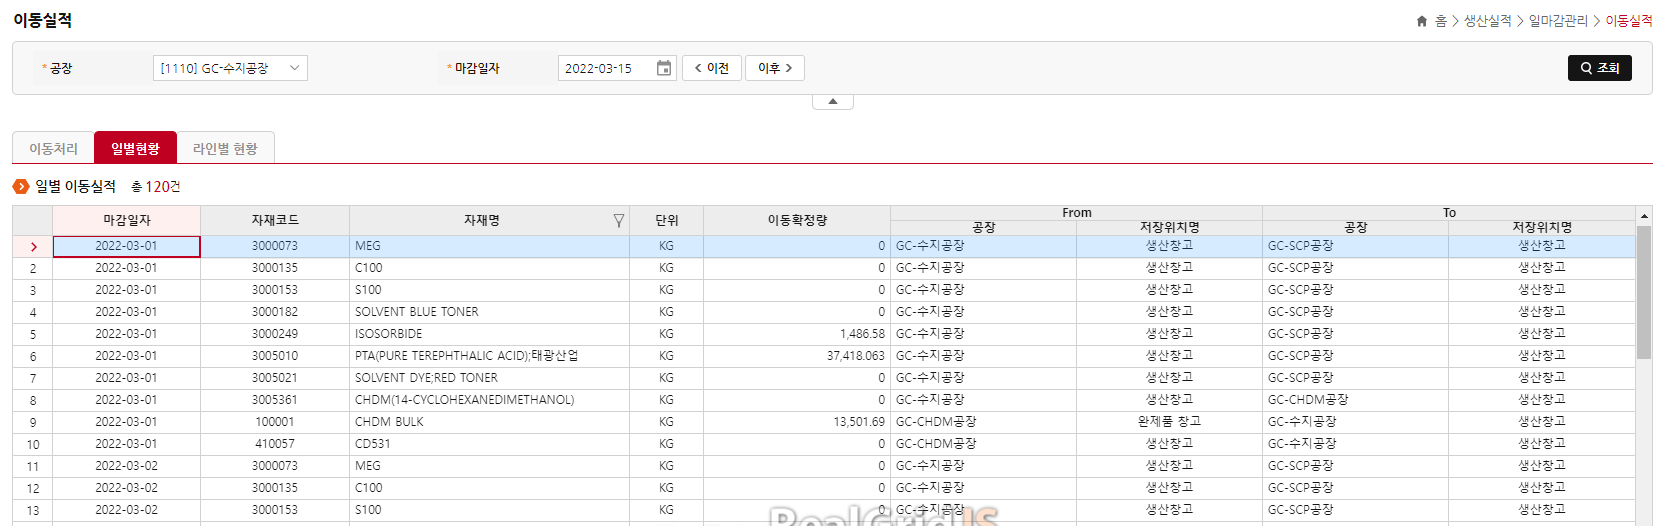 이동실적
홈 > 생산실적 > 일마감관리 > 이동실적
*공장 [1110] GC-수지공장 *마감일자 2022-03-15 < 이전 이후 > 조회
이동처리 일별현황 라인별 현황
일별 이동실적 총 120건
마감일자 자재코드 자재명 단위 이동확정량 From To
공장 저장위치명 공장 저장위치명
2022-03-01 3000073 MEG KG 0 GC-수지공장 생산창고 GC-SCP공장 생산창고
2 2022-03-01 3000135 C100 KG 0 GC-수지공장 생산창고 GC-SCP공장 생산창고
3 2022-03-01 3000153 S100 KG 0 GC-수지공장 생산창고 GC-SCP공장 생산창고
4 2022-03-01 3000182 SOLVENT BLUE TONER KG 0 GC-수지공장 생산창고 GC-SCP공장 생산창고
5 2022-03-01 3000249 ISOSORBIDE KG 1,486.58 GC-수지공장 생산창고 GC-SCP공장 생산창고
6 2022-03-01 3005010 PTA(PURE TEREPHTHALIC ACID);태광산업 KG 37,418.063 GC-수지공장 생산창고 GC-SCP공장 생산창고
7 2022-03-01 3005021 SOLVENT DYE;RED TONER KG 0 GC-수지공장 생산창고 GC-SCP공장 생산창고
8 2022-03-01 3005361 CHDM(14-CYCLOHEXANEDIMETHANOL) KG 0 GC-수지공장 생산창고 GC-CHDM공장 생산창고
9 2022-03-01 100001 CHDM BULK KG 13,501.69 GC-CHDM공장 완제품 창고 GC-수지공장 생산창고
10 2022-03-01 410057 CD531 KG 0 GC-CHDM공장 생산창고 GC-수지공장 생산창고
11 2022-03-02 3000073 MEG KG 0 GC-수지공장 생산창고 GC-SCP공장 생산창고
12 2022-03-02 3000135 C100 KG 0 GC-수지공장 생산창고 GC-SCP공장 생산창고
13 2022-03-02 3000153 S100 KG 0 GC-수지공장 생산창고 GC-SCP공장 생산창고
RealGridJS